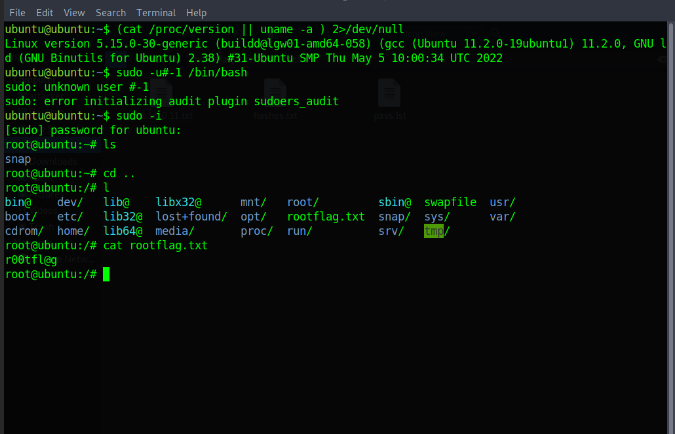 File Edit View Search Terminal Help
ubuntu@ubuntu:~$ (cat /proc/version || uname -a ) 2>/dev/null
Linux version 5.15.0-30-generic (buildd@lgw01-amd64-058) (gcc (Ubuntu 11.2.0-19ubuntu1) 11.2.0, GNU l
d (GNU Binutils for Ubuntu) 2.38) #31-Ubuntu SMP Thu May 5 10:00:34 UTC 2022
ubuntu@ubuntu:~$ sudo -u#-1 /bin/bash
sudo: unknown user #-1
sudo: error initializing audit plugin sudoers_audit
ubuntu@ubuntu:~$ sudo -i
[sudo] password for ubuntu:
root@ubuntu:~# ls
snap
root@ubuntu:~# cd ..
root@ubuntu:/# l
bin@ dev/ lib@ libx32@ mnt/ root/ sbin@ swapfile usr/
boot/ etc/ lib32@ lost+found/ opt/ rootflag.txt snap/ sys/ var/
cdrom/ home/ lib64@ media/ proc/ run/ srv/ tmp/
root@ubuntu:/# cat rootflag.txt
r00tfl@g
root@ubuntu:/#